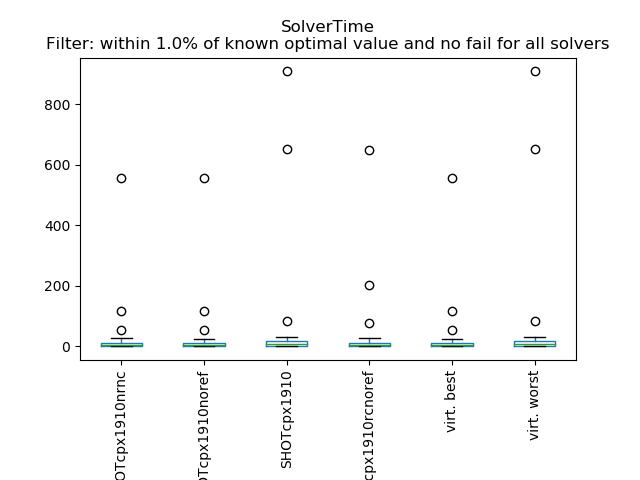 SolverTime
Filter: within 1.0% of known optimal value and no fail for all solvers
800
600
400
200
0
OTcpx1910nrnc
OTcpx1910noref
SHOTcpx1910
cpx1910rcnoref
virt. best
virt. worst